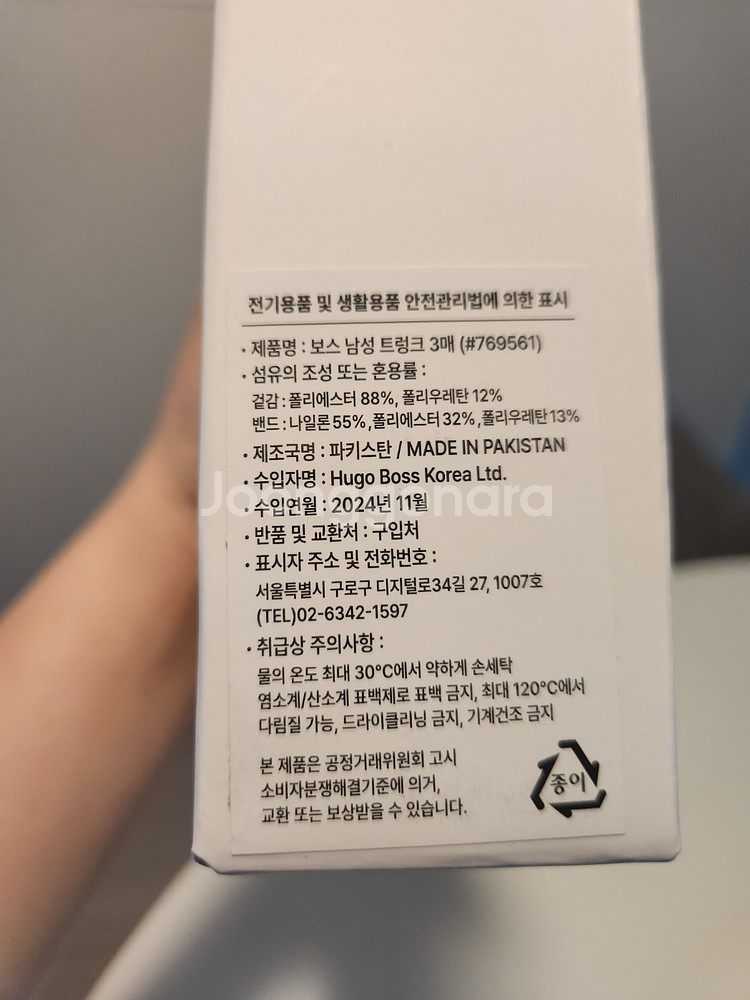 전기용품 및 생활용품 안전관리법에 의한 표시
• 제품명 : 보스 남성 트렁크 3매 (#769561)
• 섬유의 조성 또는 혼용률 :
겉감 : 폴리에스터 88%, 폴리우레탄 12%
밴드 : 나일론 55%, 폴리에스터 32%, 폴리우레탄 13%
• 제조국명 : 파키스탄 / MADE IN PAKISTAN
• 수입자명 : Hugo Boss Korea Ltd.
Joonggonara
• 수입연월 : 2024년 11월
• 반품 및 교환처 : 구입처
• 표시자 주소 및 전화번호 :
서울특별시 구로구 디지털로34길 27, 1007호
(TEL)02-6342-1597
• 취급상 주의사항 :
물의 온도 최대 30°C에서 약하게 손세탁
염소계/산소계 표백제로 표백 금지, 최대 120°C에서
다림질 가능, 드라이클리닝 금지, 기계건조 금지
본 제품은 공정거래위원회 고시
소비자분쟁해결기준에 의거,
교환 또는 보상받을 수 있습니다.
종이